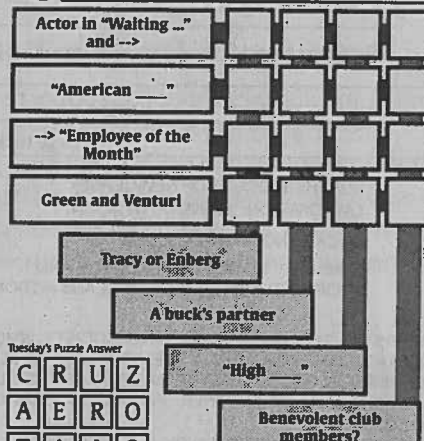 Actor in “Waiting ...”
and -->
“American ___”
--> “Employee of the
Month”
Green and Venturi
Tracy or Enberg
A buck's partner
“High ___”
Benevolent club
members?
Tuesday's Puzzle Answer
C R U Z
A E R O